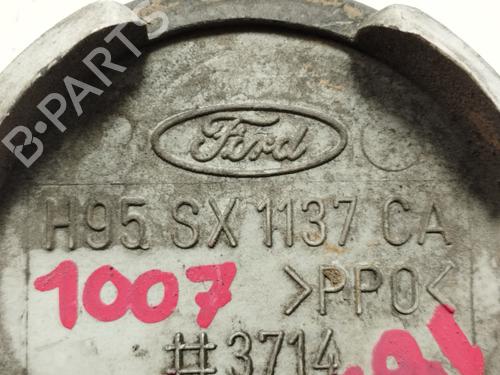 B-PARTS
Ford
H95 SX 1137 CA
1007 >PPO<
#3714